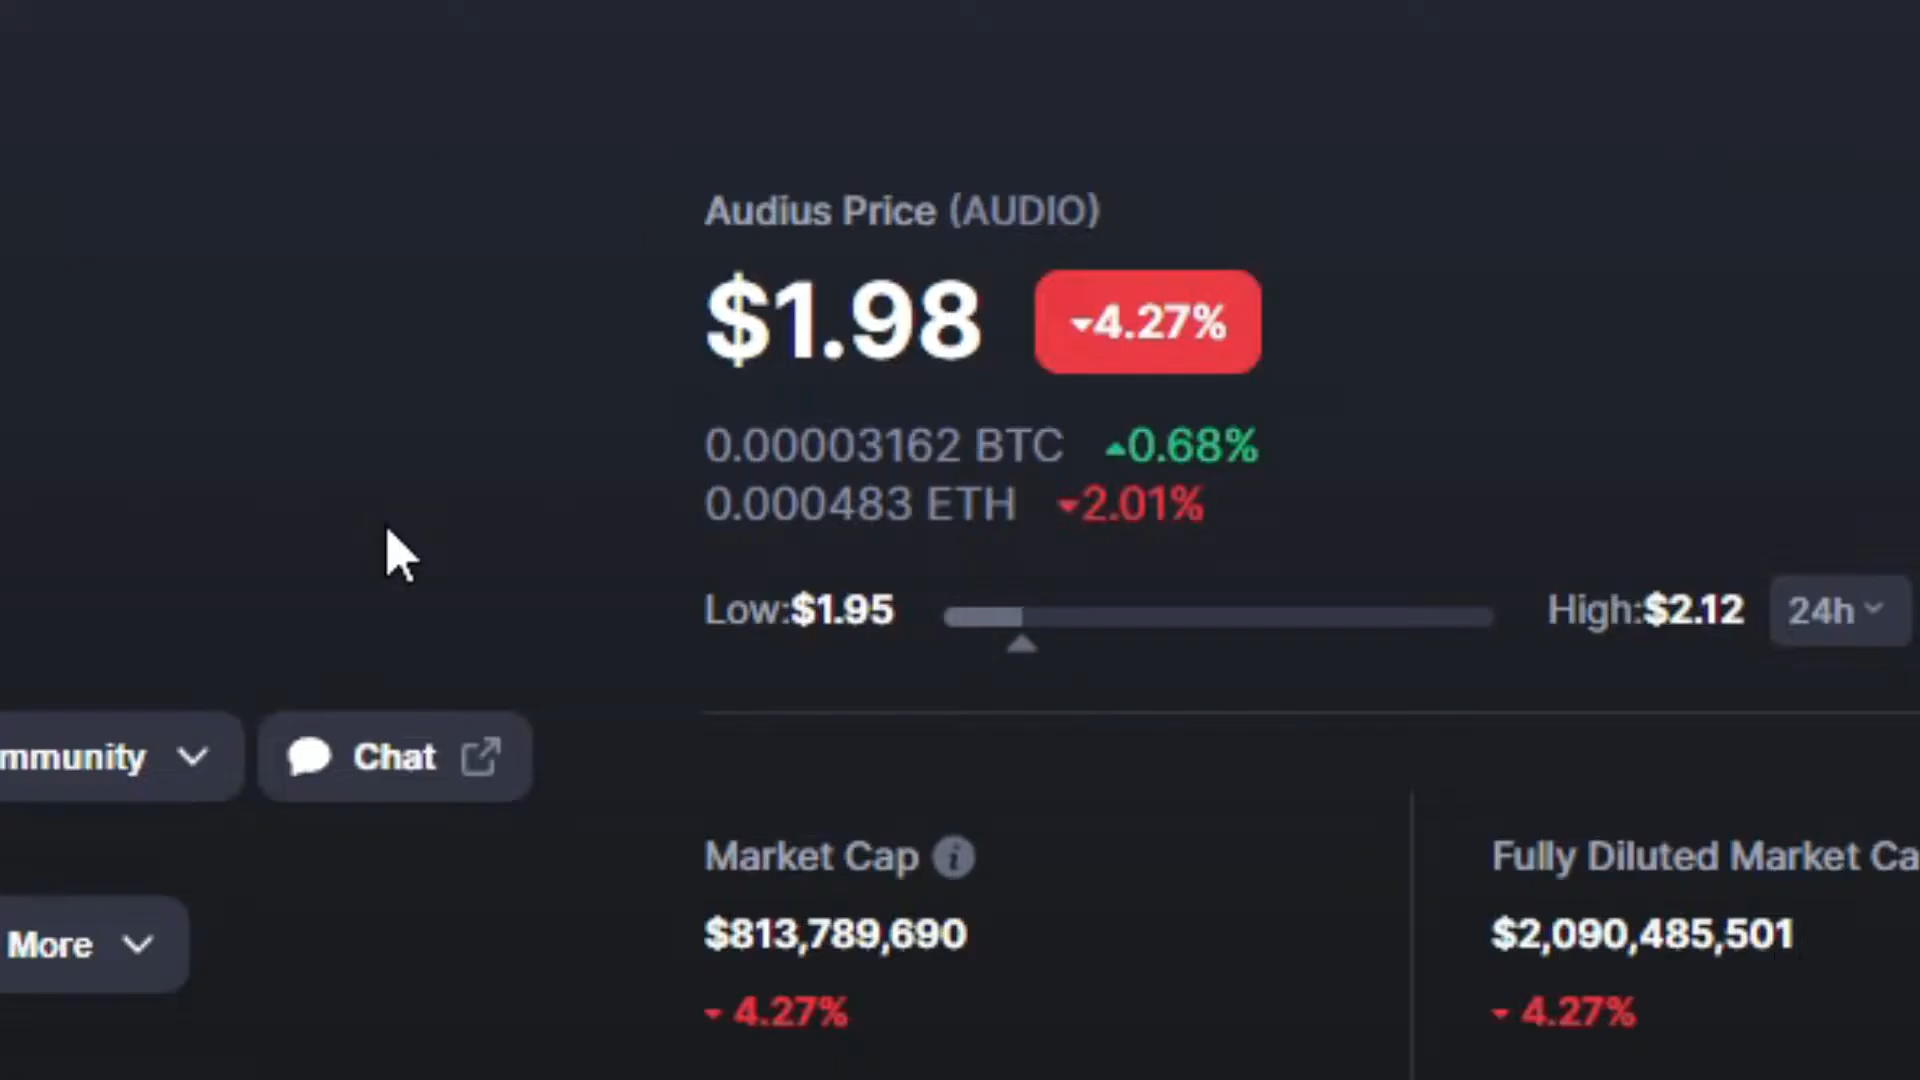 Audius Price (AUDIO)
$1.98 4.27%
0.00003162 BTC 0.68%
0.000483 ETH 2.01%
Low:$1.95 High:$2.12 24h
mmunity Chat
Market Cap Fully Diluted Market Ca
More $813,789,690 $2,090,485,501
4.27% 4.27%